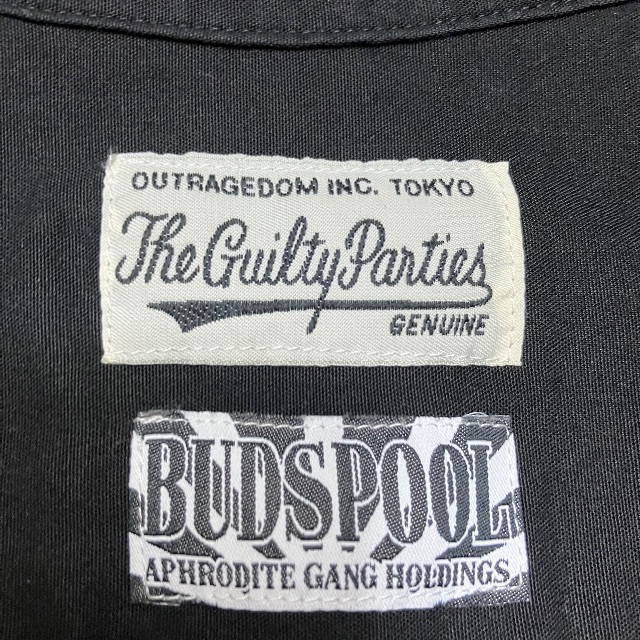 OUTRAGEDOM INC. TOKYO
The Guilty Parties
GENUINE
BUDSPOOL
APHRODITE GANG HOLDINGS